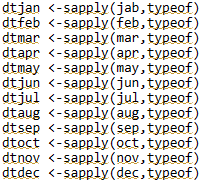 dtjan <-sapply(jab,typeof)
dtfeb <-sapply(feb,typeof)
dtmar <-sapply(mar,typeof)
dtapr <-sapply(apr,typeof)
dtmay <-sapply(may,typeof)
dtjun <-sapply(jun,typeof)
dtjul <-sapply(jul,typeof)
dtaug <-sapply(aug,typeof)
dtsep <-sapply(sep,typeof)
dtoct <-sapply(oct,typeof)
dtnov <-sapply(nov,typeof)
dtdec <-sapply(dec,typeof)